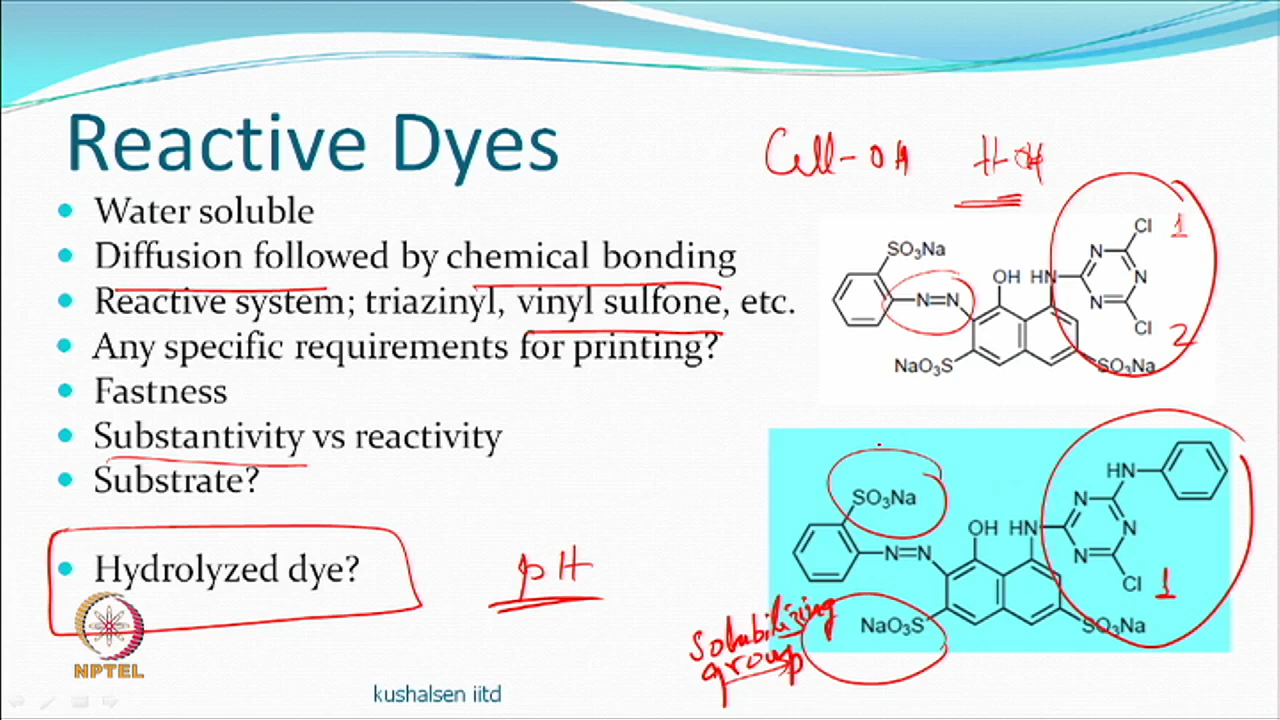 Reactive Dyes
Cell-OH H-OH
Water soluble
Diffusion followed by chemical bonding
Reactive system; triazinyl, vinyl sulfone, etc.
Any specific requirements for printing?
Fastness
Substantivity vs reactivity
Substrate?
Hydrolyzed dye?
pH
SO₃Na
N=N
OH
HN
N
N
N
Cl
1
Cl
2
NaO₃S
SO₃Na
SO₃Na
N=N
OH
HN
N
N
N
HN
Cl
1
NaO₃S
SO₃Na
Solubilizing
group
NPTEL
kushalsen iitd